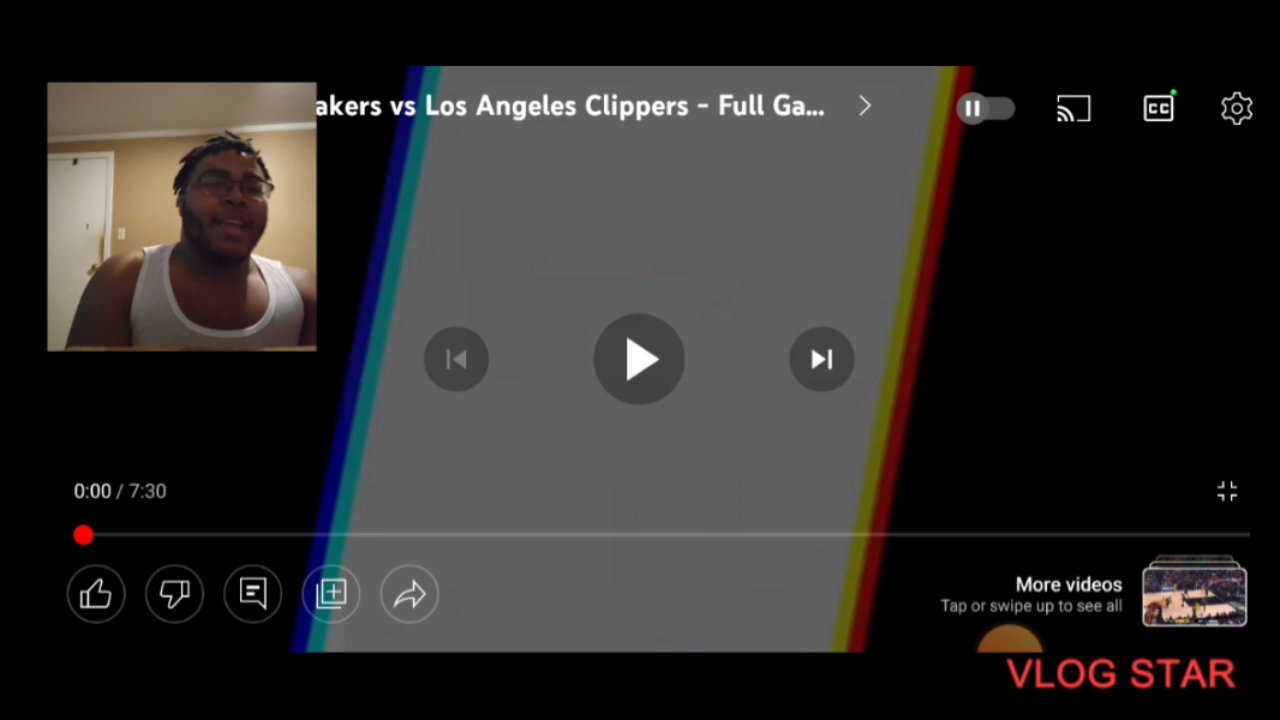 akers vs Los Angeles Clippers - Full Ga...
CC
0:00 / 7:30
More videos
Tap or swipe up to see all
VLOG STAR